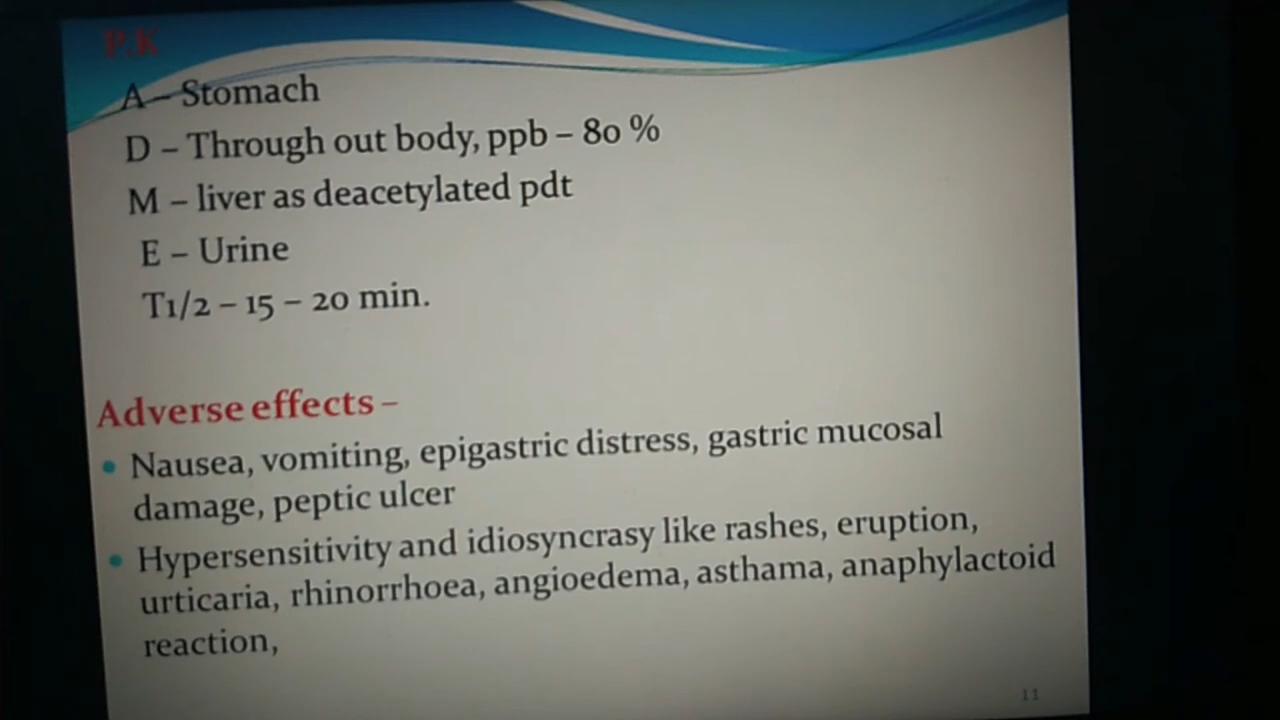 P.K
A – Stomach
D – Through out body, ppb – 80 %
M – liver as deacetylated pdt
E – Urine
T1/2 – 15 – 20 min.
Adverse effects –
• Nausea, vomiting, epigastric distress, gastric mucosal
damage, peptic ulcer
• Hypersensitivity and idiosyncrasy like rashes, eruption,
urticaria, rhinorrhoea, angioedema, asthama, anaphylactoid
reaction,
11